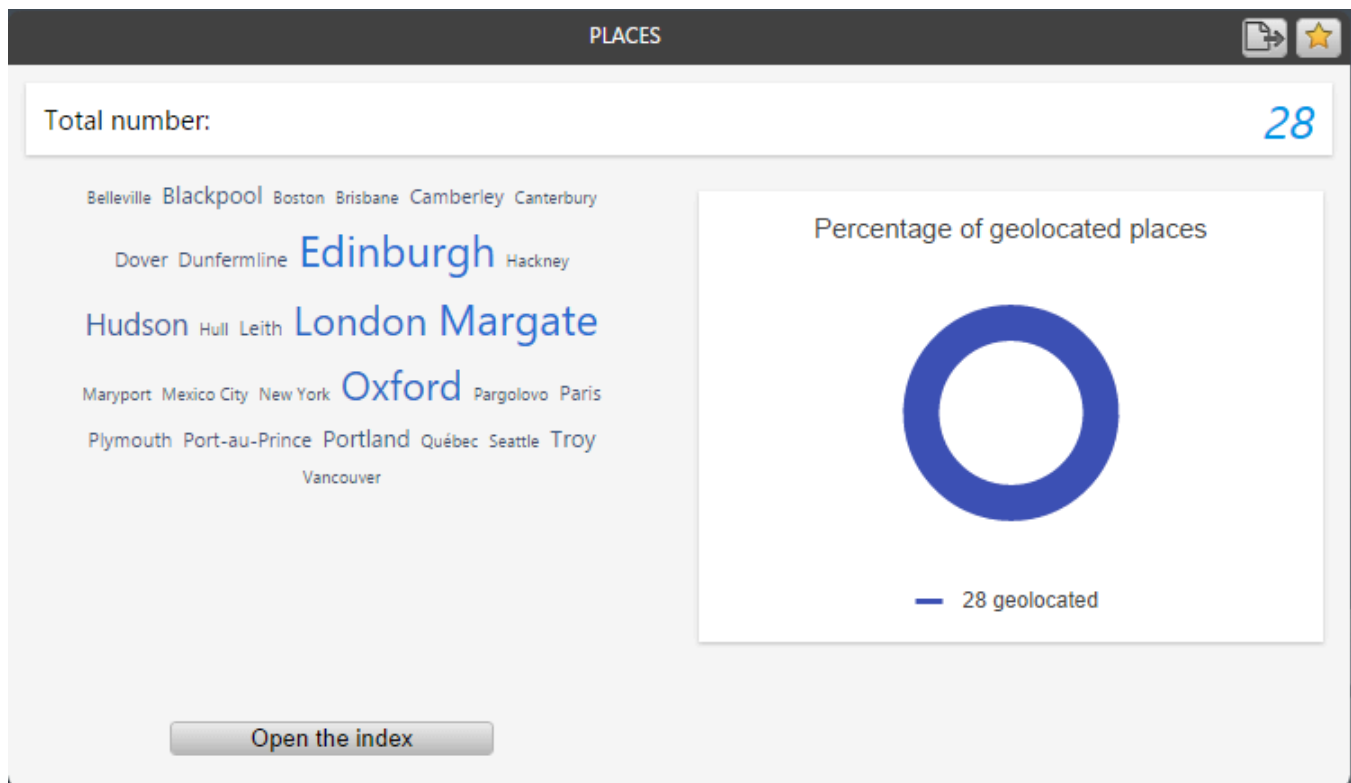 PLACES
Total number:
28
Belleville Blackpool Boston Brisbane Camberley Canterbury
Dover Dunfermline Edinburgh Hackney
Hudson Hull Leith London Margate
Maryport Mexico City New York Oxford Pargolovo Paris
Plymouth Port-au-Prince Portland Québec Seattle Troy
Vancouver
Percentage of geolocated places
28 geolocated
Open the index